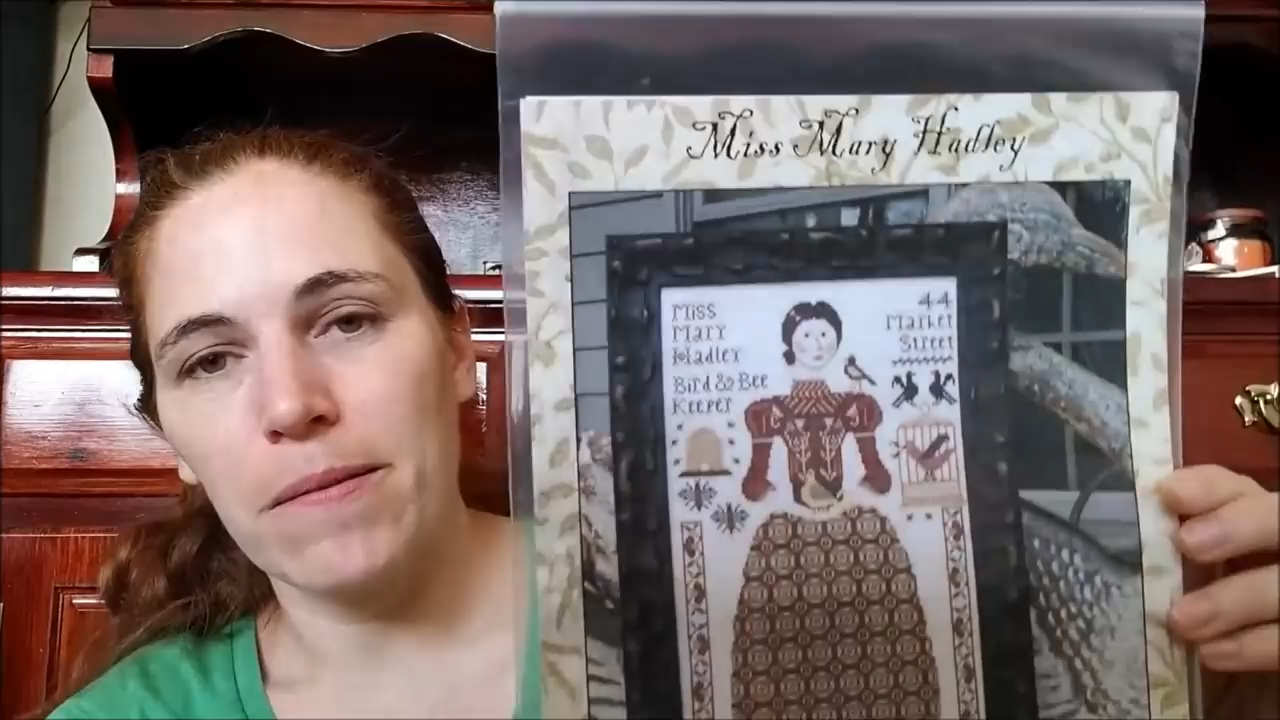 Miss Mary Hadley
Miss
Mary
Hadley
Bird & Bee
Keeper
44
Market
Street